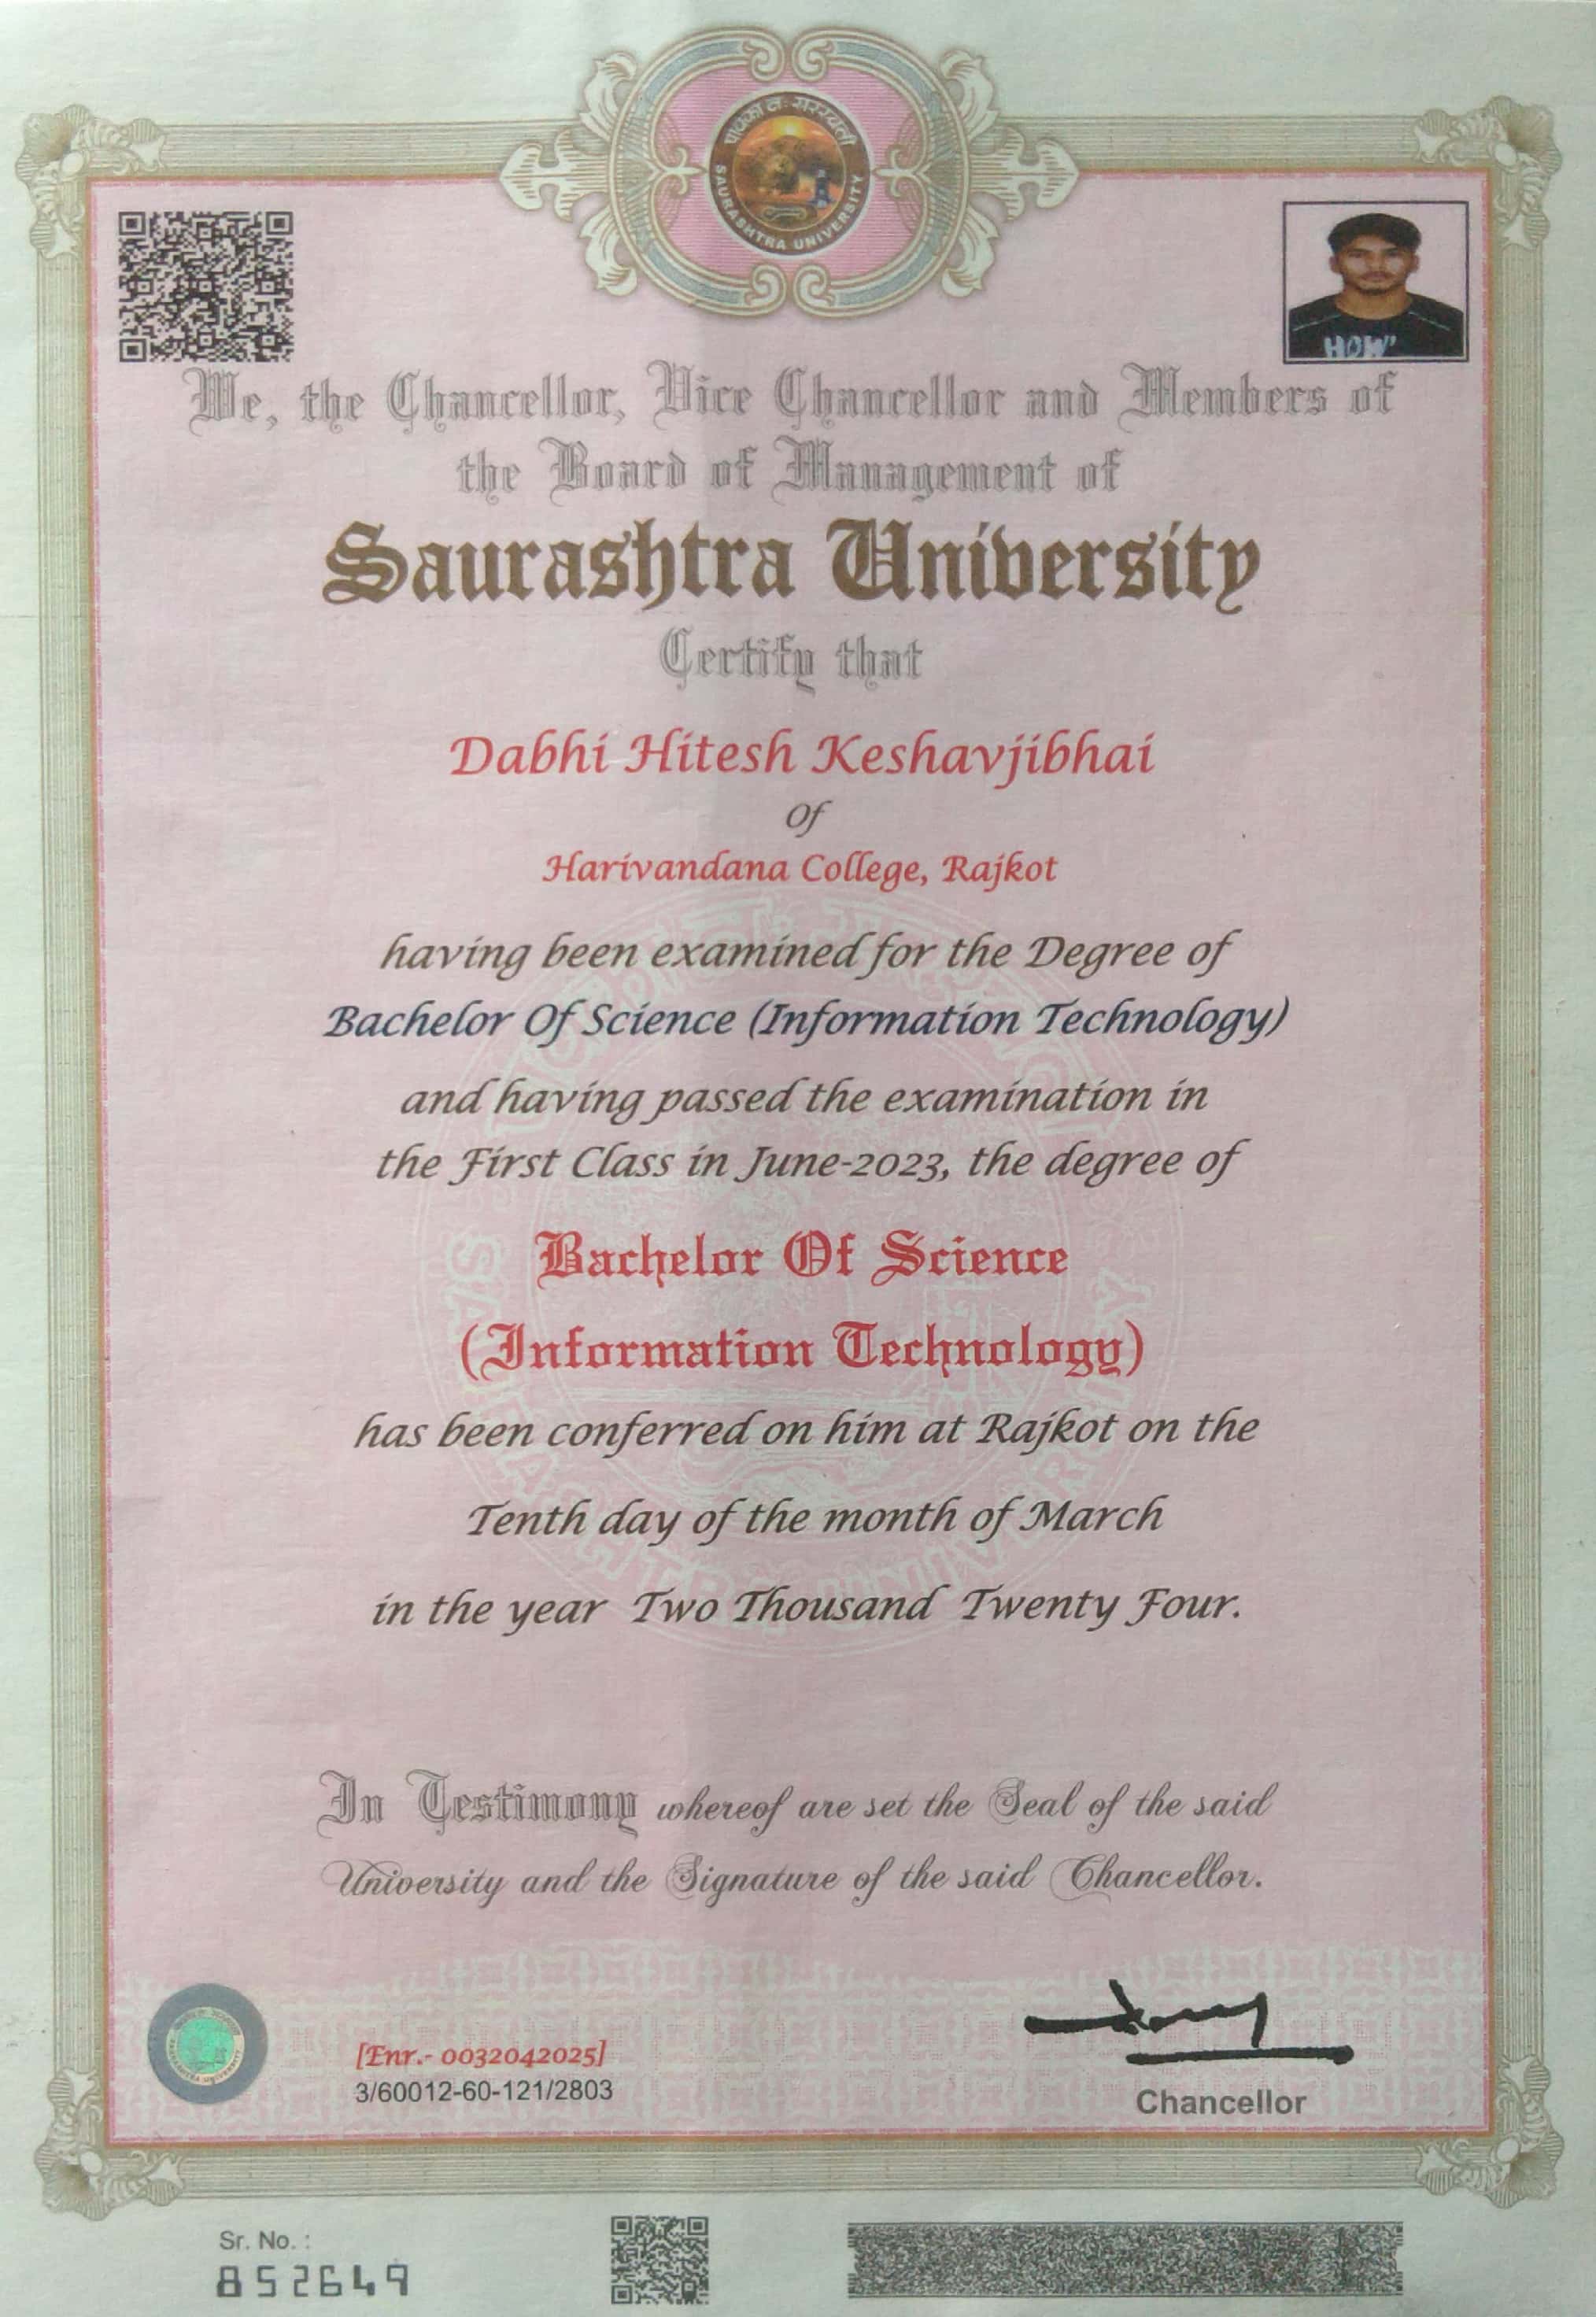 पावका नः सरस्वती
SAURASHTRA UNIVERSITY
HOW
We, the Chancellor, Vice Chancellor and Members of
the Board of Management of
Saurashtra University
Certify that
Dabhi Hitesh Keshavjibhai
Of
Harivandana College, Rajkot
having been examined for the Degree of
Bachelor Of Science (Information Technology)
and having passed the examination in
the First Class in June-2023, the degree of
Bachelor Of Science
(Information Technology)
has been conferred on him at Rajkot on the
Tenth day of the month of March
in the year Two Thousand Twenty Four.
In Testimony whereof are set the Seal of the said
University and the Signature of the said Chancellor.
[Enr.- 0032042025]
3/60012-60-121/2803
Chancellor
Sr. No. :
852649